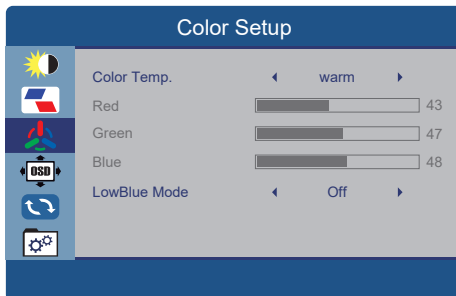 Color Setup
Color Temp. warm
Red 43
Green 47
Blue 48
OSD
LowBlue Mode Off